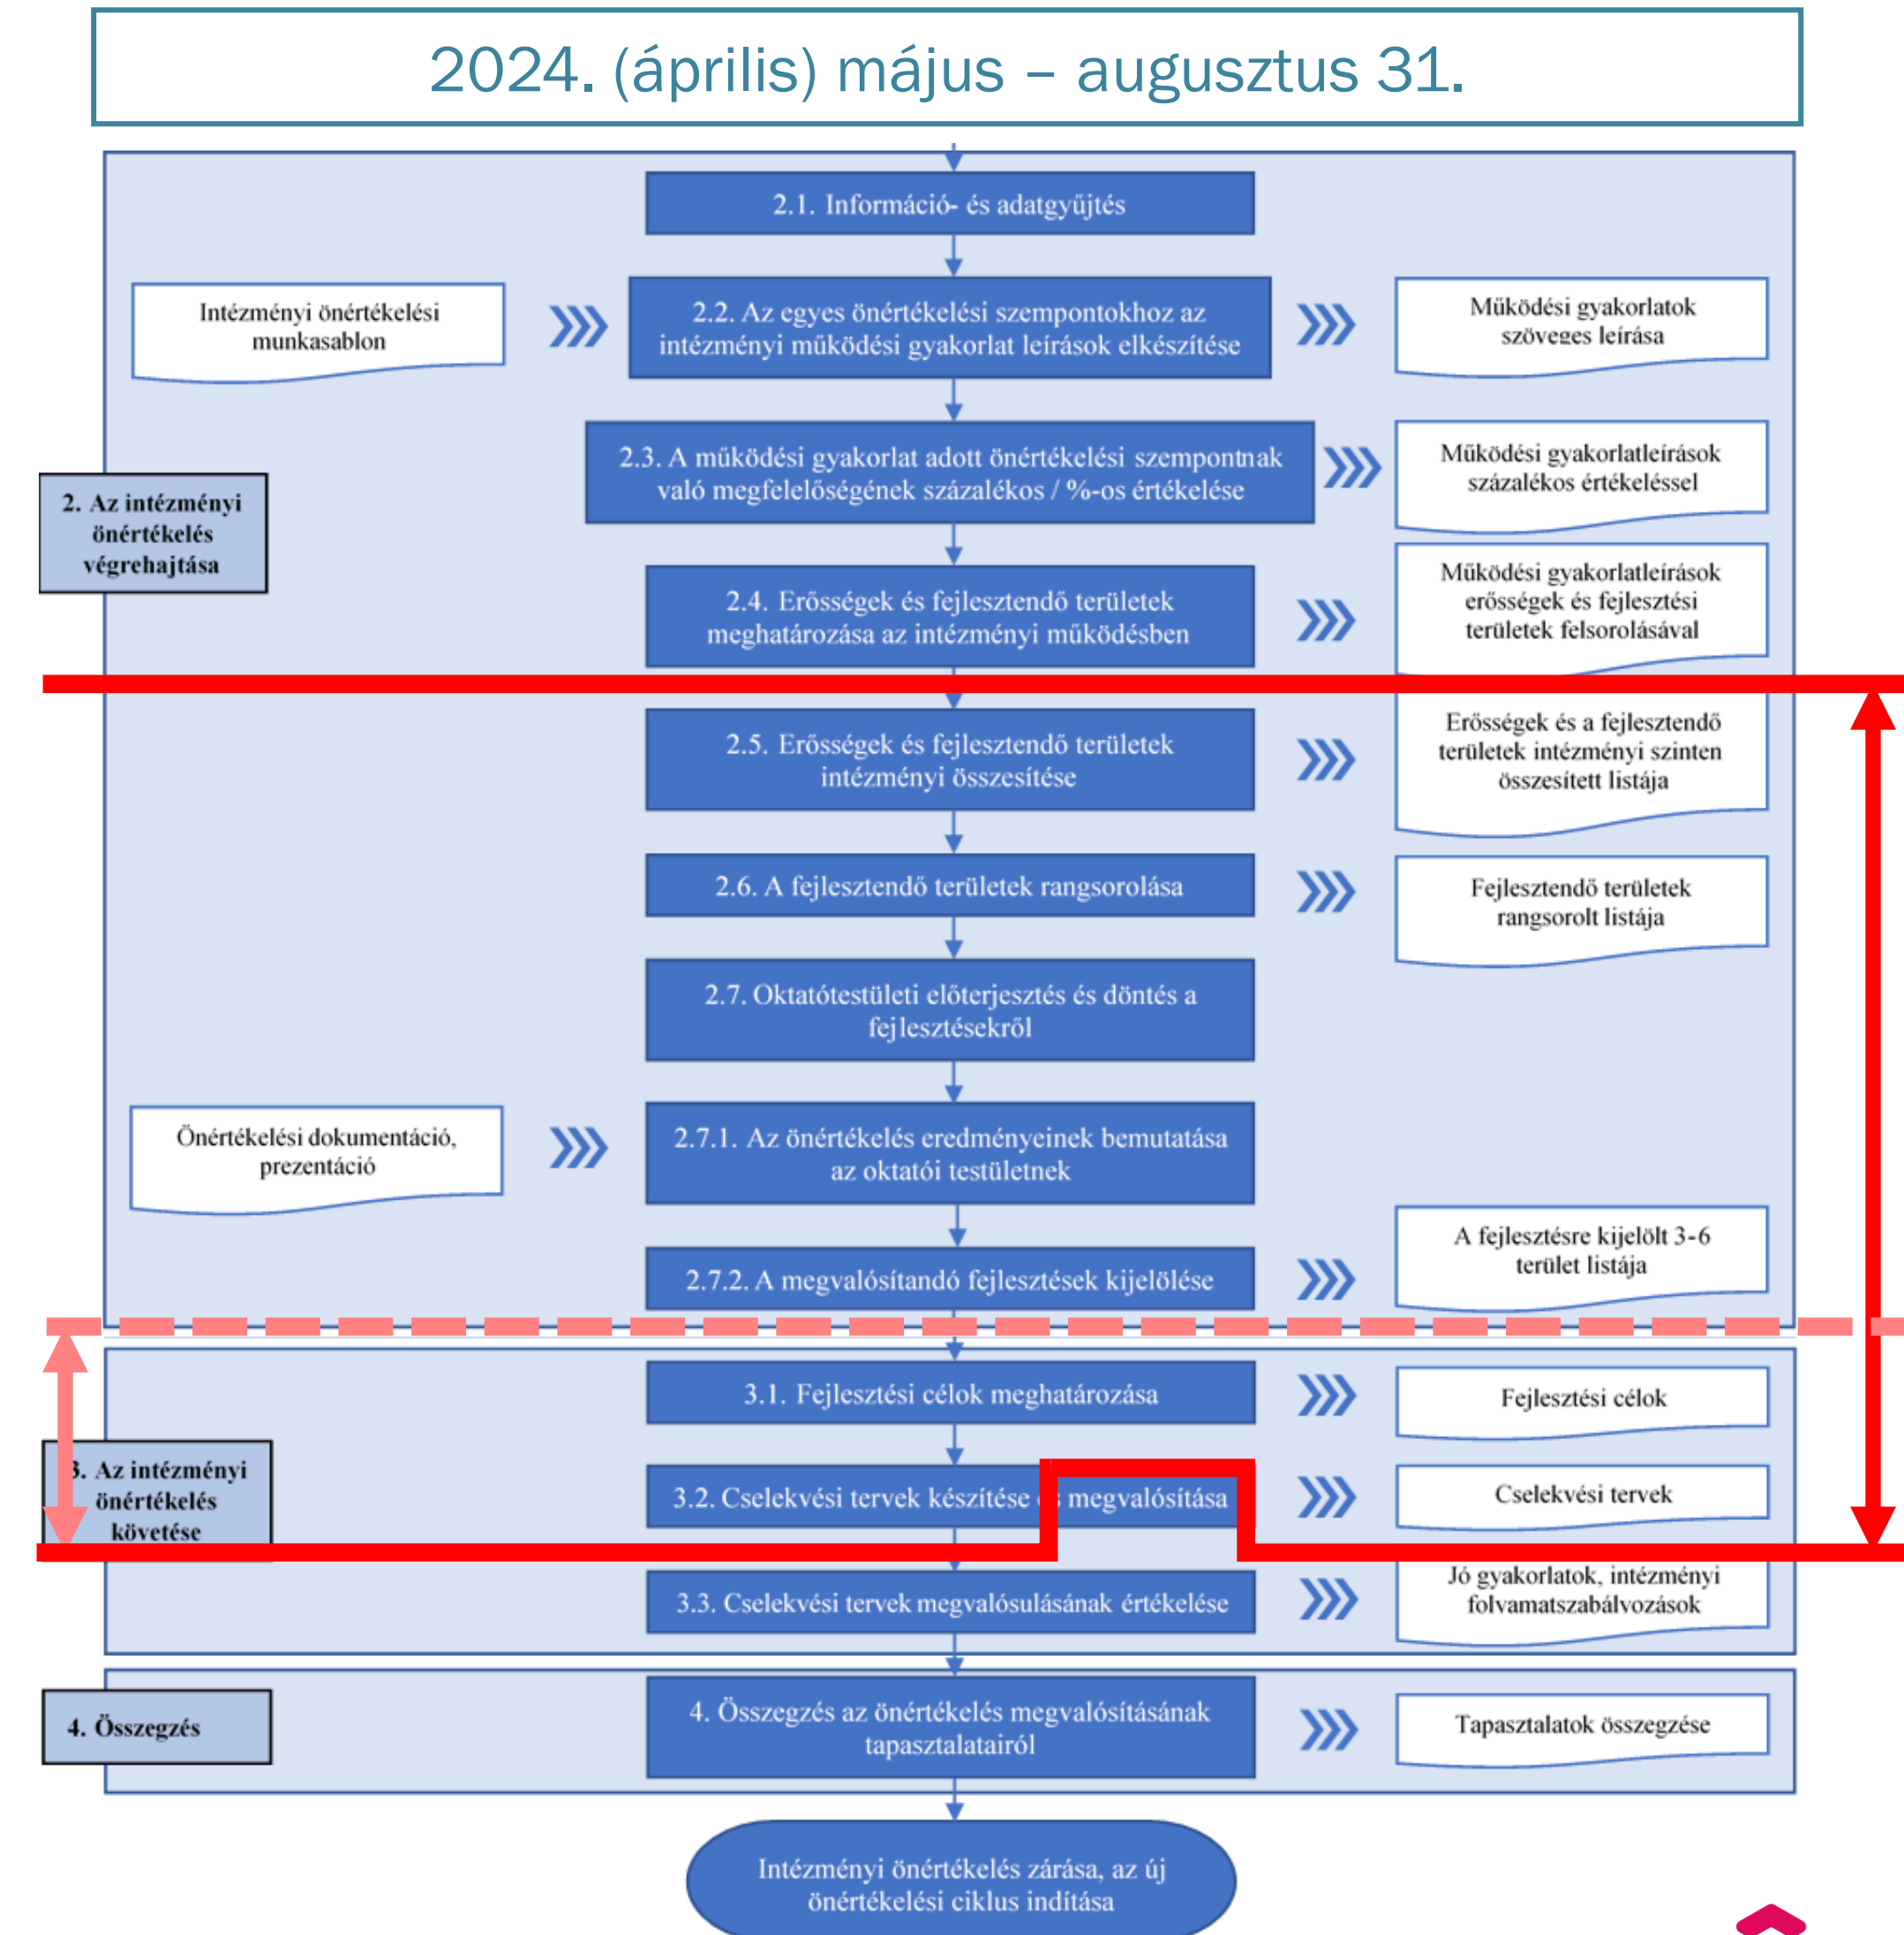 2024. (április) május – augusztus 31.
2.1. Információ- és adatgyűjtés
Intézményi önértékelési
munkasablon
2.2. Az egyes önértékelési szempontokhoz az
intézményi működési gyakorlat leírások elkészítése
Működési gyakorlatok
szöveges leírása
2.3. A működési gyakorlat adott önértékelési szempontnak
való megfelelőségének százalékos / %-os értékelése
Működési gyakorlatleírások
százalékos értékeléssel
2. Az intézményi
önértékelés
végrehajtása
2.4. Erősségek és fejlesztendő területek
meghatározása az intézményi működésben
Működési gyakorlatleírások
erősségek és fejlesztési
területek felsorolásával
2.5. Erősségek és fejlesztendő területek
intézményi összesítése
Erősségek és a fejlesztendő
területek intézményi szinten
összesített listája
2.6. A fejlesztendő területek rangsorolása
Fejlesztendő területek
rangsorolt listája
2.7. Oktatótestületi előterjesztés és döntés a
fejlesztésekről
Önértékelési dokumentáció,
prezentáció
2.7.1. Az önértékelés eredményeinek bemutatása
az oktatói testületnek
2.7.2. A megvalósítandó fejlesztések kijelölése
A fejlesztésre kijelölt 3-6
terület listája
3.1. Fejlesztési célok meghatározása
Fejlesztési célok
3. Az intézményi
önértékelés
követése
3.2. Cselekvési tervek készítése és megvalósítása
Cselekvési tervek
3.3. Cselekvési tervek megvalósulásának értékelése
Jó gyakorlatok, intézményi
folyamatszabályozások
4. Összegzés
4. Összegzés az önértékelés megvalósításának
tapasztalatairól
Tapasztalatok összegzése
Intézményi önértékelés zárása, az új
önértékelési ciklus indítása